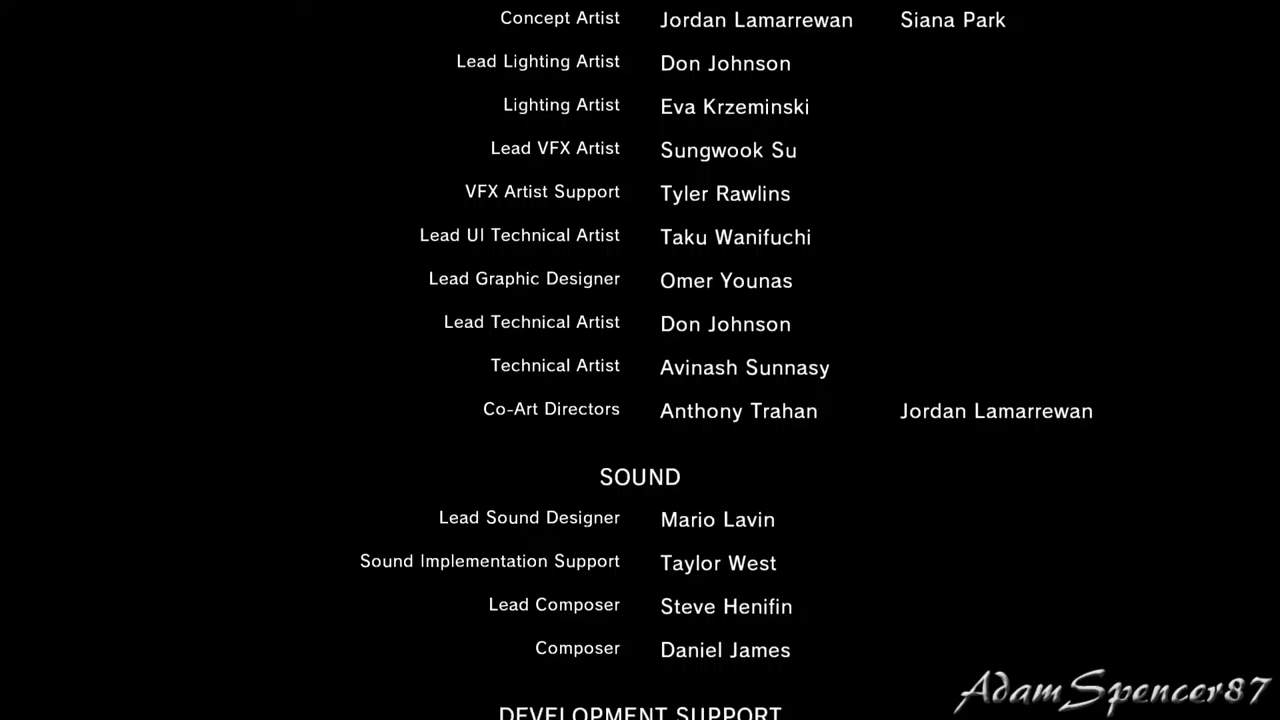 Concept Artist Jordan Lamarrewan Siana Park
Lead Lighting Artist Don Johnson
Lighting Artist Eva Krzeminski
Lead VFX Artist Sungwook Su
VFX Artist Support Tyler Rawlins
Lead UI Technical Artist Taku Wanifuchi
Lead Graphic Designer Omer Younas
Lead Technical Artist Don Johnson
Technical Artist Avinash Sunnasy
Co-Art Directors Anthony Trahan Jordan Lamarrewan
SOUND
Lead Sound Designer Mario Lavin
Sound Implementation Support Taylor West
Lead Composer Steve Henifin
Composer Daniel James
DEVELOPMENT SUPPORT
AdamSpencer87